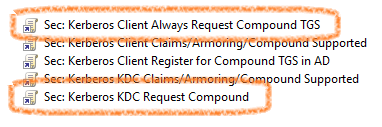 Sec: Kerberos Client Always Request Compound TGS
Sec: Kerberos Client Claims/Armoring/Compound Supported
Sec: Kerberos Client Register for Compound TGS in AD
Sec: Kerberos KDC Claims/Armoring/Compound Supported
Sec: Kerberos KDC Request Compound